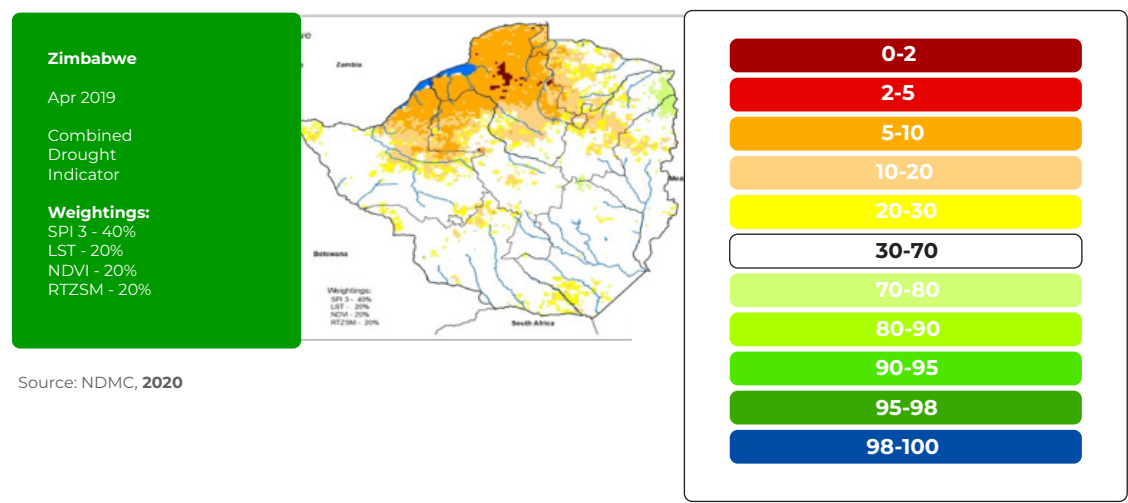 Zimbabwe
Apr 2019
Combined
Drought
Indicator
Weightings:
SPI 3 - 40%
LST - 20%
NDVI - 20%
RTZSM - 20%
we
Zambia
Moz
Botswana
Weightings:
SPI 3 - 40%
LST - 20%
NDVI - 20%
RTZSM - 20%
South Africa
0-2
2-5
5-10
10-20
20-30
30-70
70-80
80-90
90-95
95-98
98-100
Source: NDMC, 2020